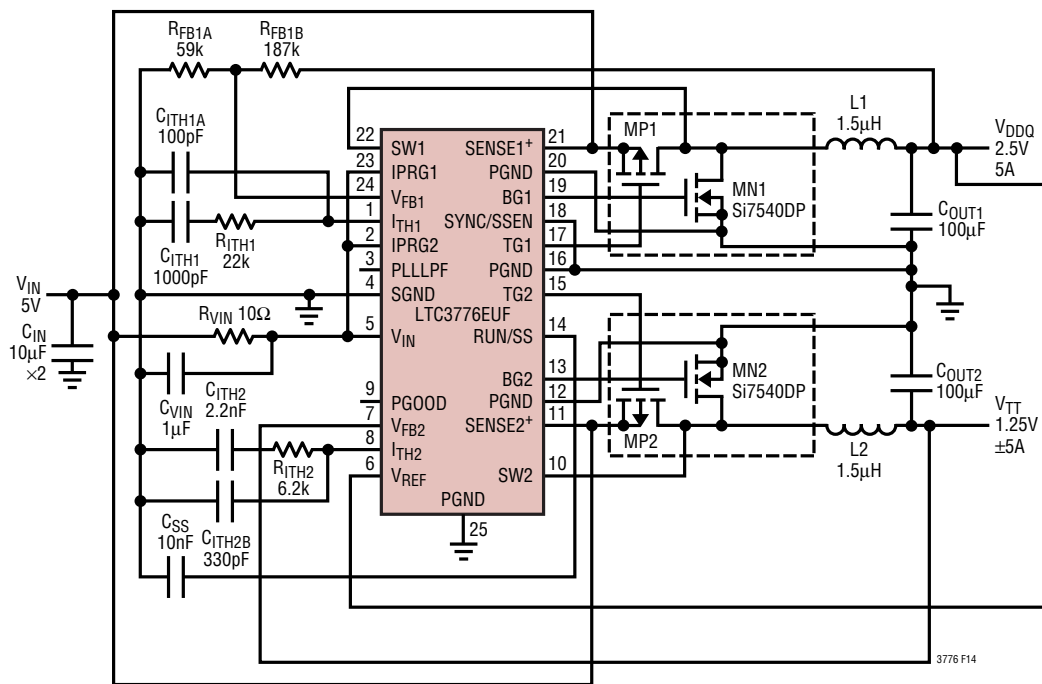 RFB1A
59k
RFB1B
187k
CITH1A
100pF
CITH1
1000pF
RITH1
22k
VIN
5V
CIN
10µF
×2
RVIN 10Ω
CVIN
1µF
CITH2
2.2nF
RITH2
6.2k
CITH2B
330pF
CSS
10nF
22
SW1
23
IPRG1
24
VFB1
1
ITH1
2
IPRG2
3
PLLLPF
4
SGND
LTC3776EUF
5
VIN
9
PGOOD
7
VFB2
8
ITH2
6
VREF
PGND
25
SENSE1+
21
PGND
20
BG1
19
SYNC/SSEN
18
TG1
17
PGND
16
TG2
15
RUN/SS
14
BG2
13
PGND
12
SENSE2+
11
SW2
10
MP1
MN1
Si7540DP
MN2
Si7540DP
MP2
L1
1.5µH
VDDQ
2.5V
5A
COUT1
100µF
COUT2
100µF
VTT
1.25V
±5A
L2
1.5µH
3776 F14